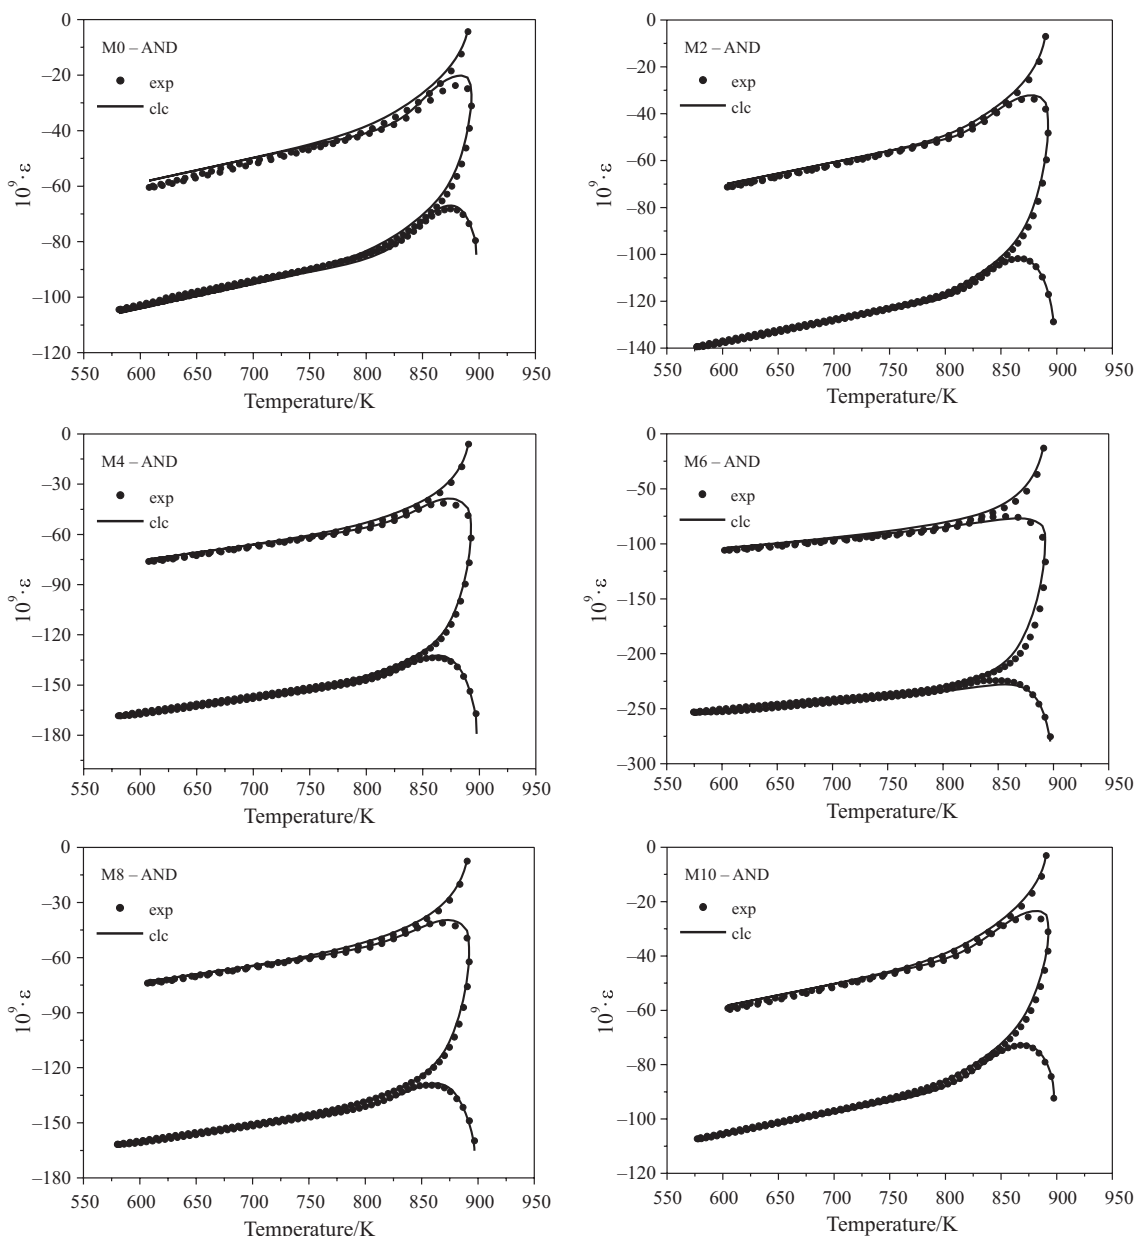 0
–20
–40
–60
–80
–100
–120
550 600 650 700 750 800 850 900 950
Temperature/K
10⁹·ε
M0 – AND
exp
clc
0
–20
–40
–60
–80
–100
–120
–140
550 600 650 700 750 800 850 900 950
Temperature/K
10⁹·ε
M2 – AND
exp
clc
0
–30
–60
–90
–120
–150
–180
550 600 650 700 750 800 850 900 950
Temperature/K
10⁹·ε
M4 – AND
exp
clc
0
–50
–100
–150
–200
–250
–300
550 600 650 700 750 800 850 900 950
Temperature/K
10⁹·ε
M6 – AND
exp
clc
0
–30
–60
–90
–120
–150
–180
550 600 650 700 750 800 850 900 950
Temperature/K
10⁹·ε
M8 – AND
exp
clc
0
–20
–40
–60
–80
–100
–120
550 600 650 700 750 800 850 900 950
Temperature/K
10⁹·ε
M10 – AND
exp
clc